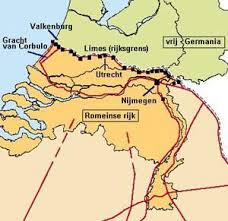 Valkenburg
Gracht
van Corbulo
Limes (rijksgrens)
vrij
Germania
Utrecht
Nijmegen
Romeinse rijk